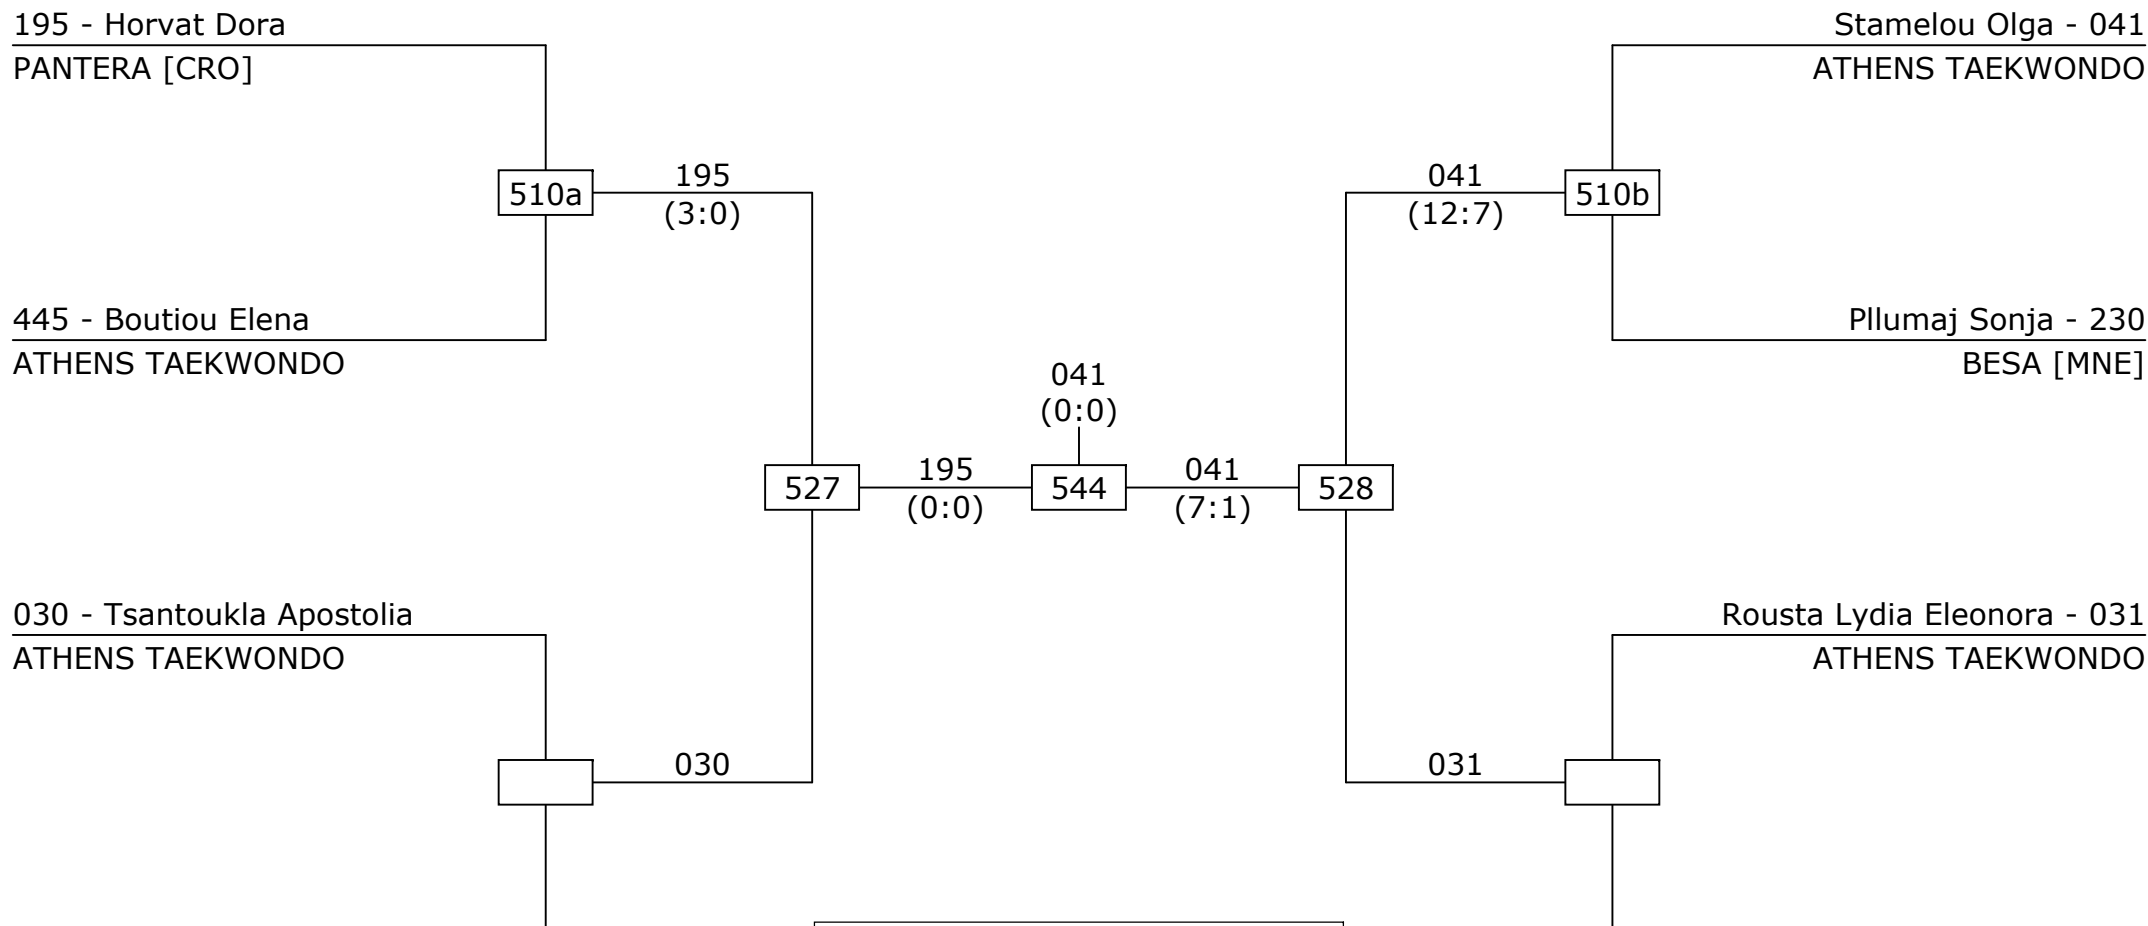 195 - Horvat Dora
PANTERA [CRO]
Stamelou Olga - 041
ATHENS TAEKWONDO
510a
195
(3:0)
041
(12:7)
510b
445 - Boutiou Elena
ATHENS TAEKWONDO
Pllumaj Sonja - 230
BESA [MNE]
041
(0:0)
527
195
(0:0)
544
041
(7:1)
528
030 - Tsantoukla Apostolia
ATHENS TAEKWONDO
Rousta Lydia Eleonora - 031
ATHENS TAEKWONDO
030
031